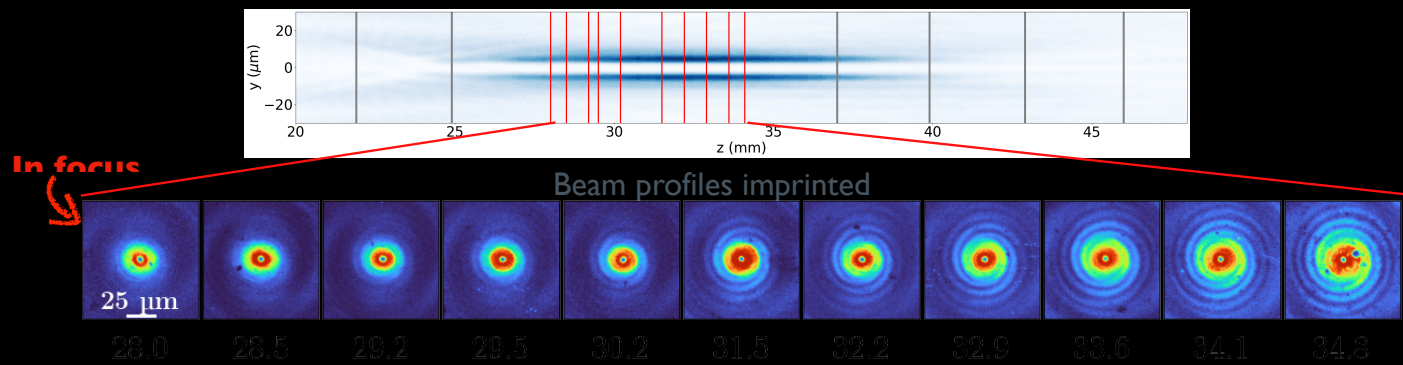 20
0
−20
y (μm)
20 25 30 35 40 45
z (mm)
In focus
Beam profiles imprinted
25 μm
28.0 28.5 29.2 29.5 30.2 31.5 32.2 32.9 33.6 34.1 34.8